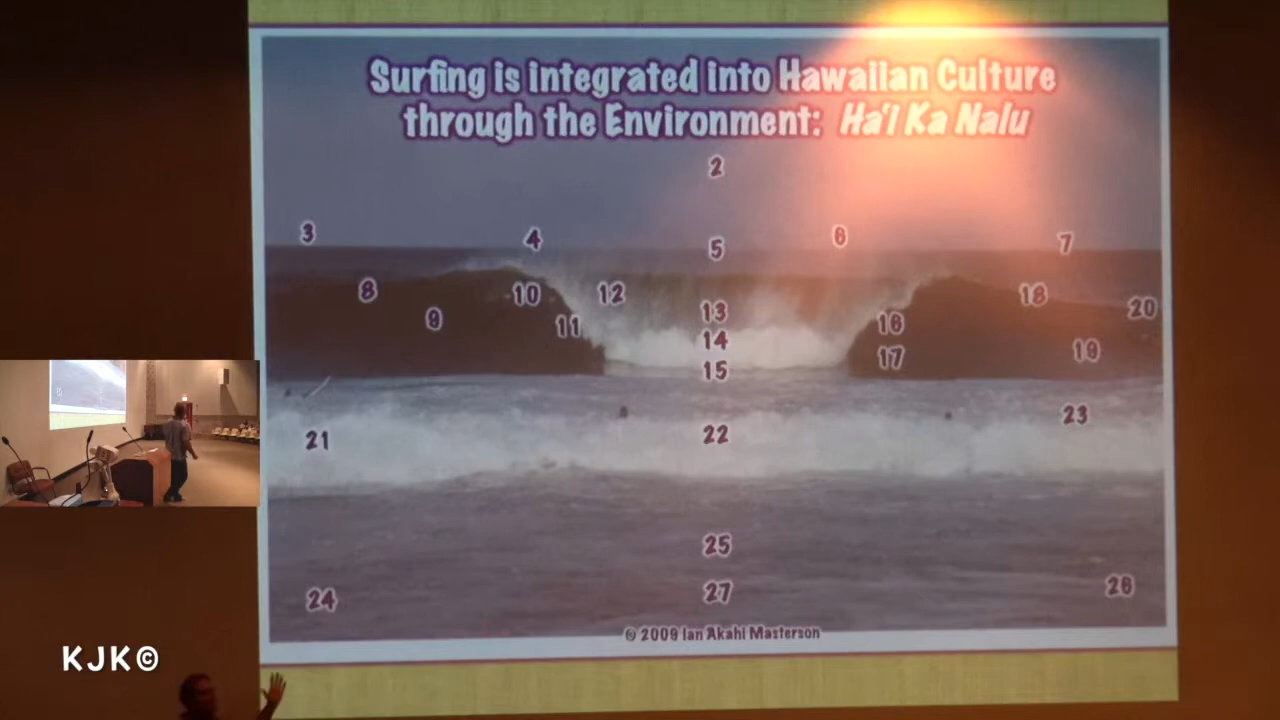 Surfing is integrated into Hawaiian Culture
through the Environment: Ha'i Ka Nalu
2
3 4 5 6 7
8 10 12 18
9 11 13 16 20
14 17 19
15
21 22 23
25
24 27 26
© 2009 Ian Akahi Masterson
KJK©